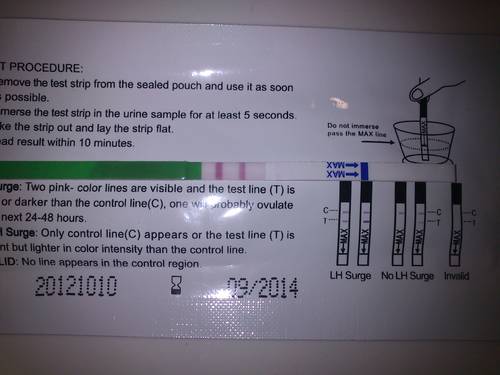 T PROCEDURE:
emove the test strip from the sealed pouch and use it as soon
s possible.
merse the test strip in the urine sample for at least 5 seconds.
ke the strip out and lay the strip flat.
ead result within 10 minutes.
Do not immerse
pass the MAX line
MAX
MAX
MAX
urge: Two pink- color lines are visible and the test line (T) is
or darker than the control line(C), one will probably ovulate
next 24-48 hours.
H Surge: Only control line(C) appears or the test line (T) is
nt but lighter in color intensity than the control line.
LID: No line appears in the control region.
C
T
C
T
MAX
MAX
MAX
MAX
MAX
LH Surge No LH Surge Invalid
20121010 09/2014